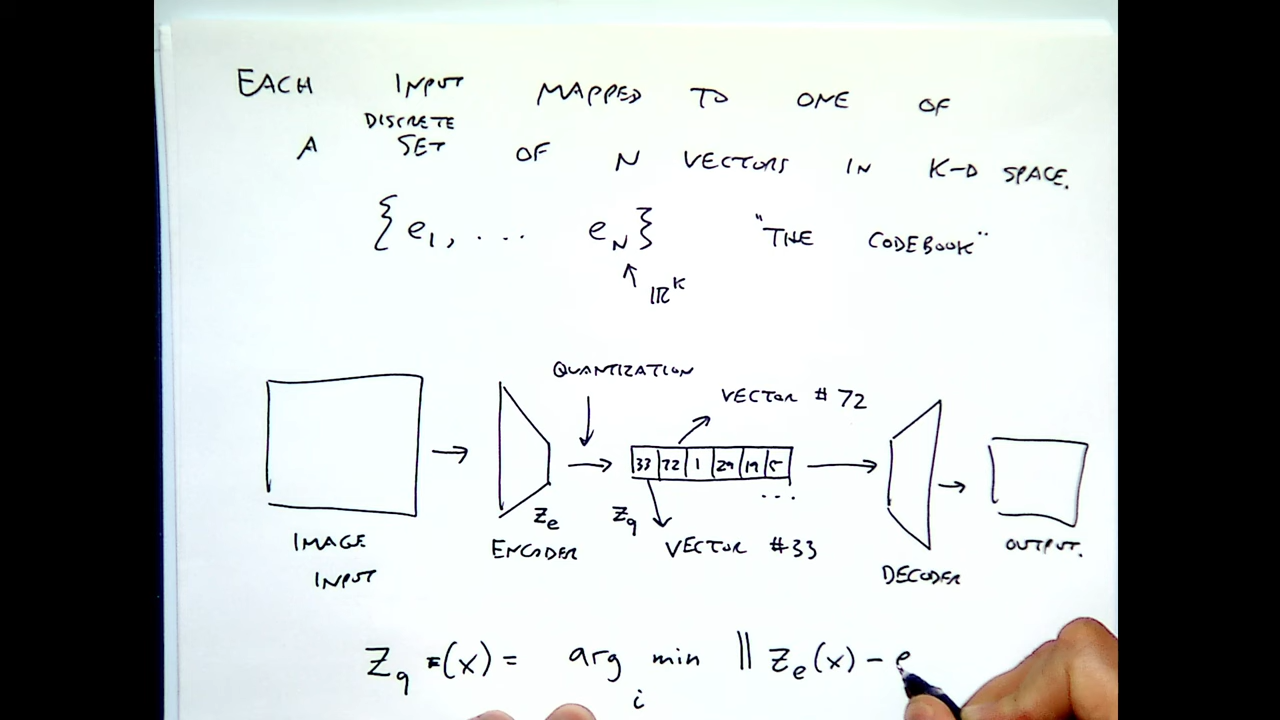 EACH INPUT MAPPED TO ONE OF
DISCRETE
A SET OF N VECTORS IN K-D SPACE.
{e1, ... eN} "THE CODEBOOK"
↑ ℝ^K
QUANTIZATION
VECTOR # 72
33 72 1 29 19 5
...
Ze Zq
IMAGE INPUT
ENCODER
VECTOR #33
DECODER
OUTPUT.
Zq =(x) = arg min || Ze(x) - e
i